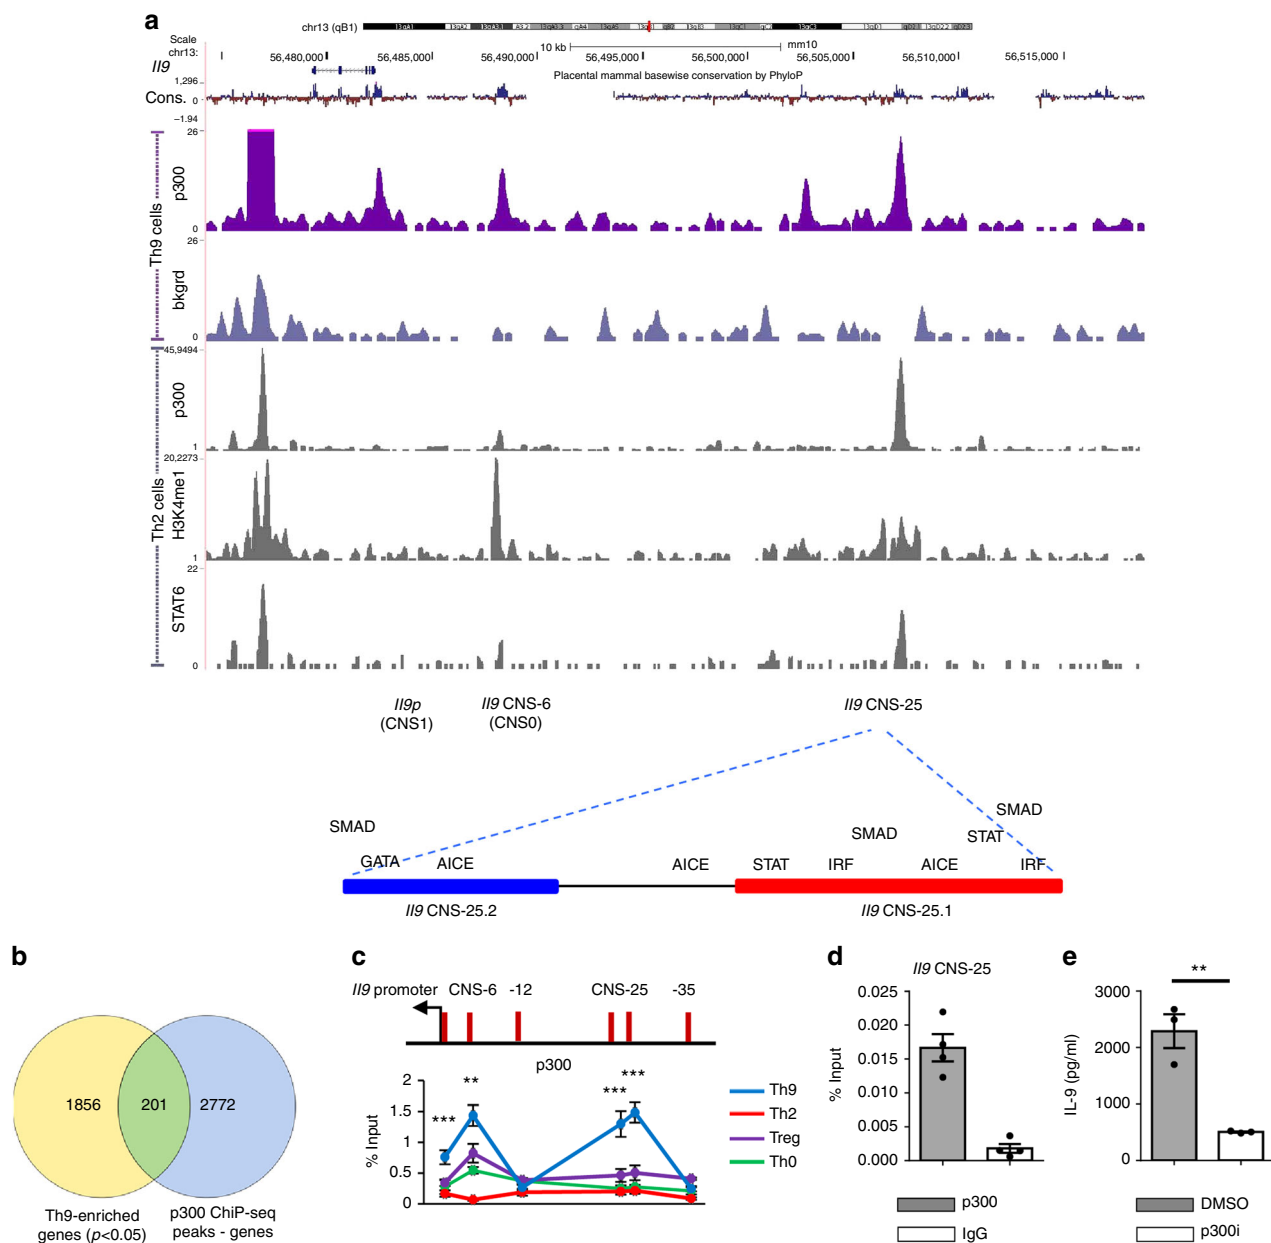 a
chr13 (qB1)
13qA1
Scale
10 kb
mm10
chr13:
56,480,000
56,485,000
56,490,000
56,495,000
56,500,000
56,505,000
56,510,000
56,515,000
Il9
Placental mammal basewise conservation by PhyloP
1,296
Cons.
0
−1.94
26
Th9 cells
p300
0
26
bkgrd
0
45,9494
Th2 cells
p300
1
20,2273
H3K4me1
1
22
STAT6
0
Il9p
(CNS1)
Il9 CNS-6
(CNS0)
Il9 CNS-25
SMAD
GATA
AICE
AICE
STAT
SMAD
IRF
AICE
STAT
SMAD
IRF
Il9 CNS-25.2
Il9 CNS-25.1
b
1856
201
2772
Th9-enriched
genes (p<0.05)
p300 ChiP-seq
peaks - genes
c
Il9 promoter
CNS-6
-12
CNS-25
-35
p300
% Input
2
1.5
1
0.5
0
***
**
***
***
Th9
Th2
Treg
Th0
d
Il9 CNS-25
% Input
0.025
0.020
0.015
0.010
0.005
0.000
p300
IgG
e
**
IL-9 (pg/ml)
3000
2000
1000
0
DMSO
p300i